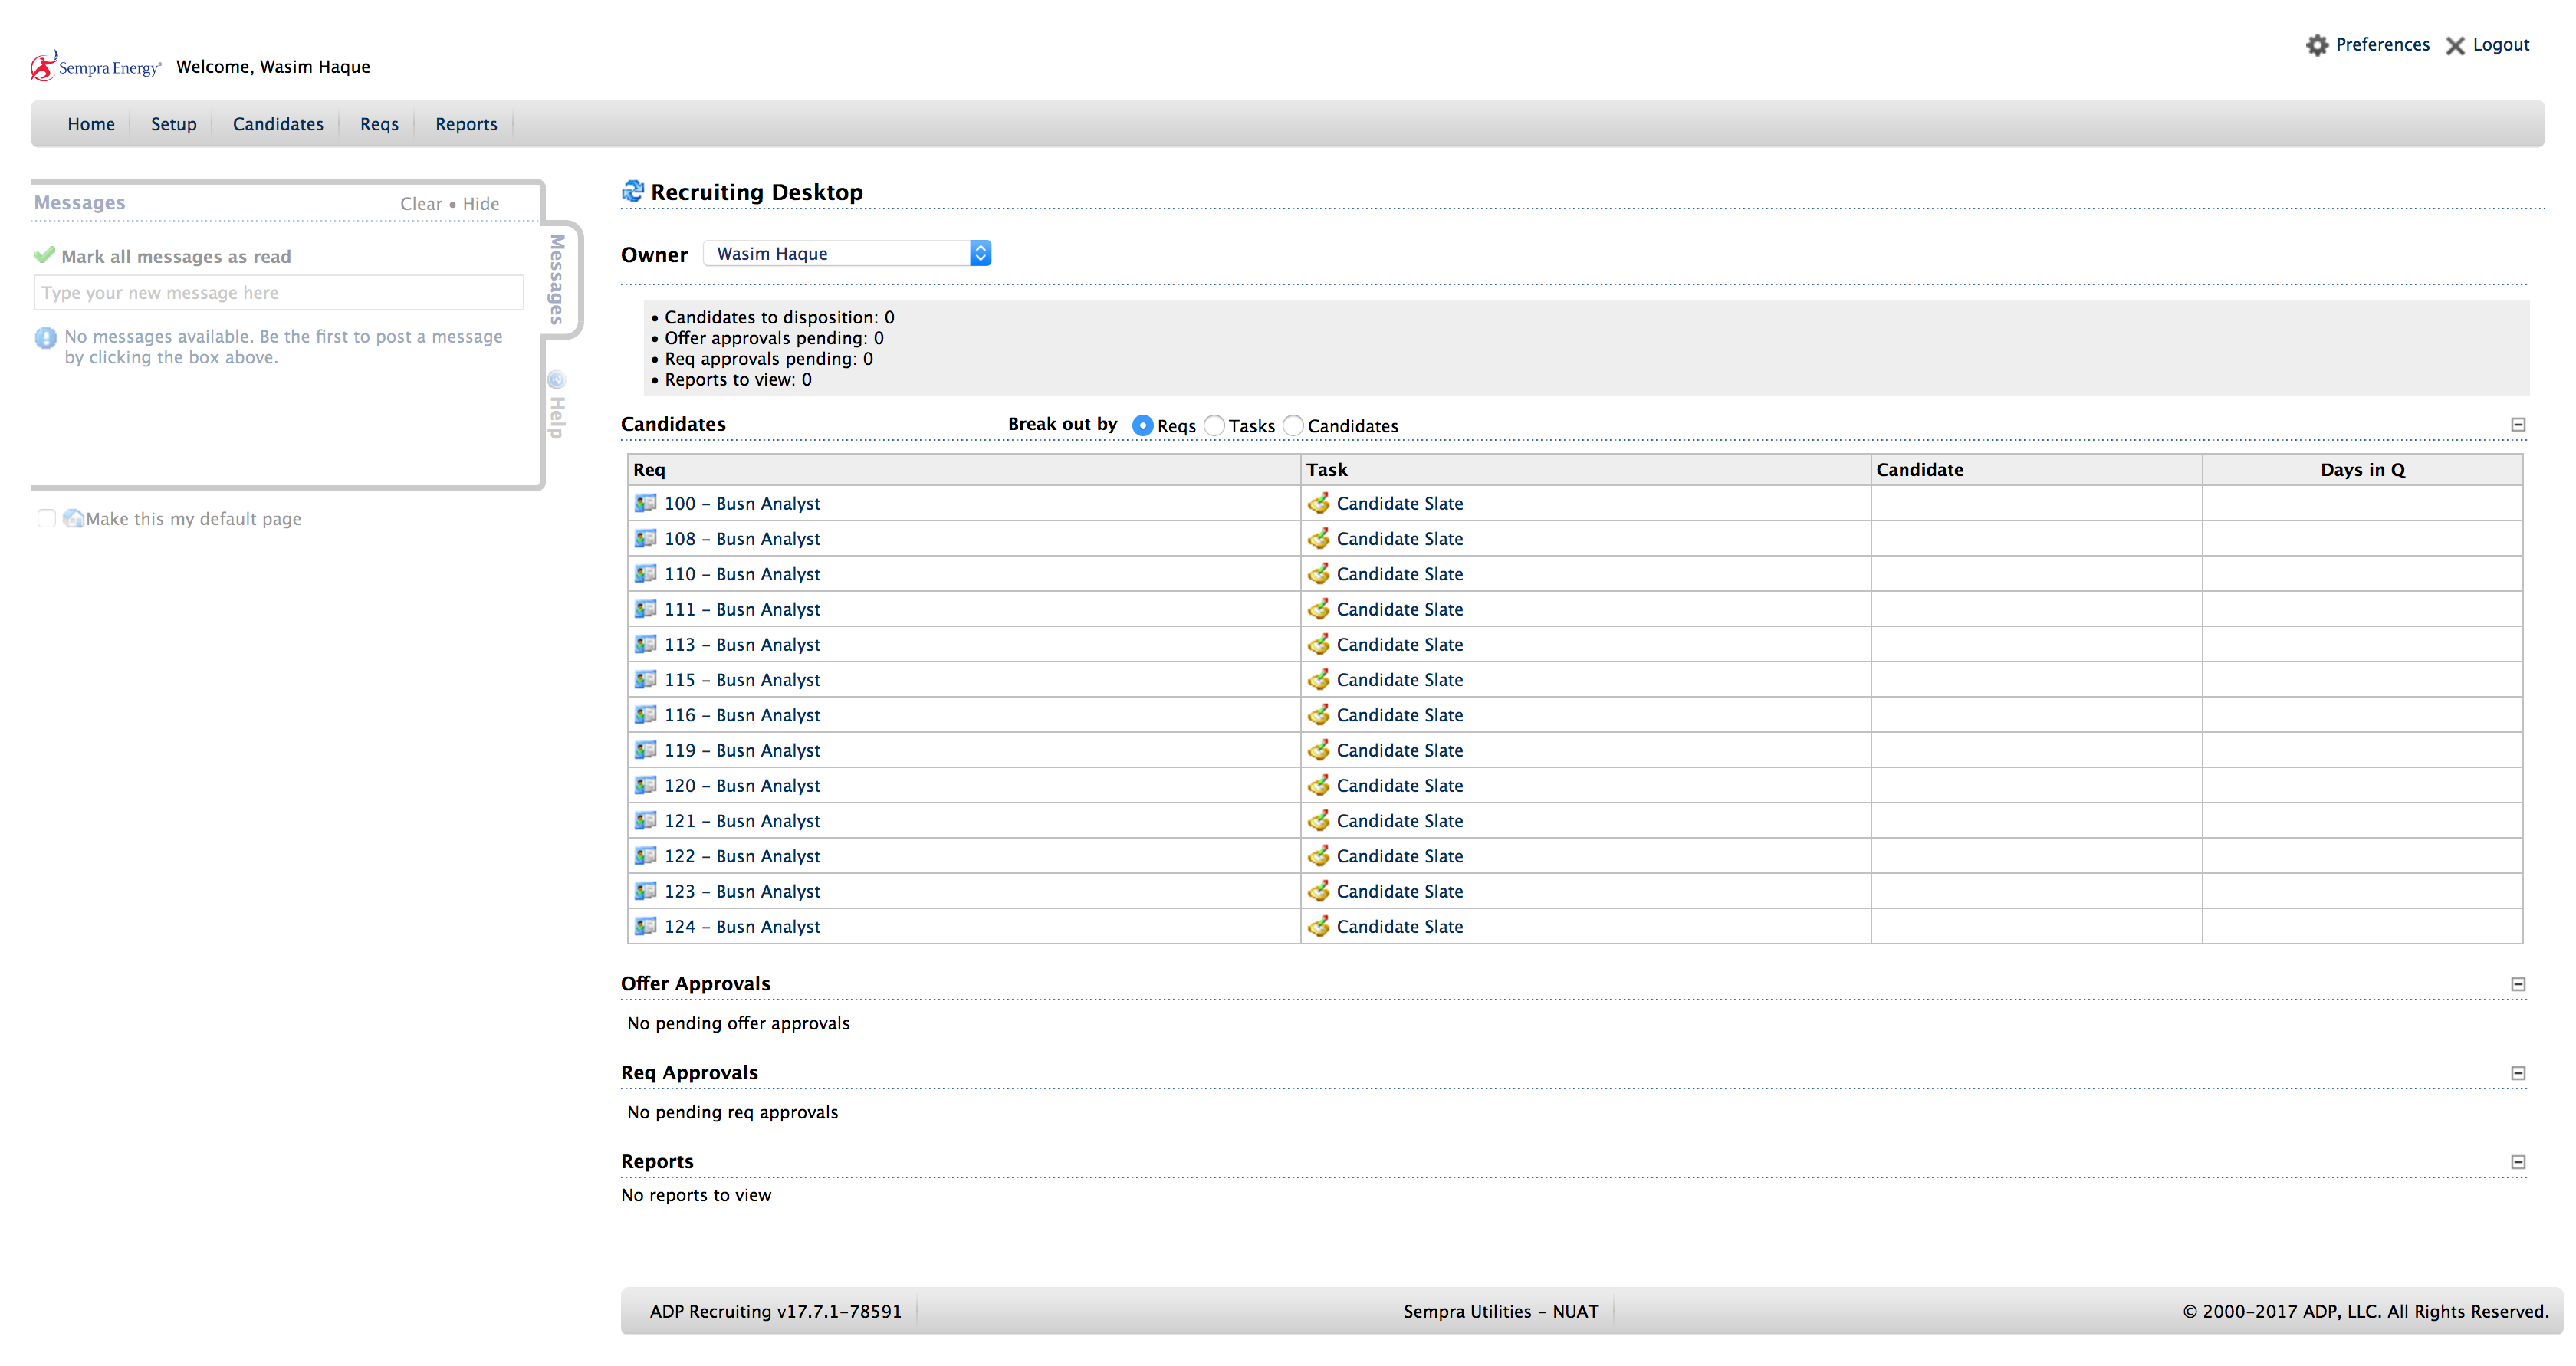 Preferences Logout
Sempra Energy® Welcome, Wasim Haque
Home Setup Candidates Reqs Reports
Messages Clear • Hide
Mark all messages as read
Type your new message here
No messages available. Be the first to post a message
by clicking the box above.
Messages
Help
Make this my default page
Recruiting Desktop
Owner Wasim Haque
• Candidates to disposition: 0
• Offer approvals pending: 0
• Req approvals pending: 0
• Reports to view: 0
Candidates Break out by Reqs Tasks Candidates
Req Task Candidate Days in Q
100 – Busn Analyst Candidate Slate
108 – Busn Analyst Candidate Slate
110 – Busn Analyst Candidate Slate
111 – Busn Analyst Candidate Slate
113 – Busn Analyst Candidate Slate
115 – Busn Analyst Candidate Slate
116 – Busn Analyst Candidate Slate
119 – Busn Analyst Candidate Slate
120 – Busn Analyst Candidate Slate
121 – Busn Analyst Candidate Slate
122 – Busn Analyst Candidate Slate
123 – Busn Analyst Candidate Slate
124 – Busn Analyst Candidate Slate
Offer Approvals
No pending offer approvals
Req Approvals
No pending req approvals
Reports
No reports to view
ADP Recruiting v17.7.1–78591 Sempra Utilities – NUAT © 2000–2017 ADP, LLC. All Rights Reserved.